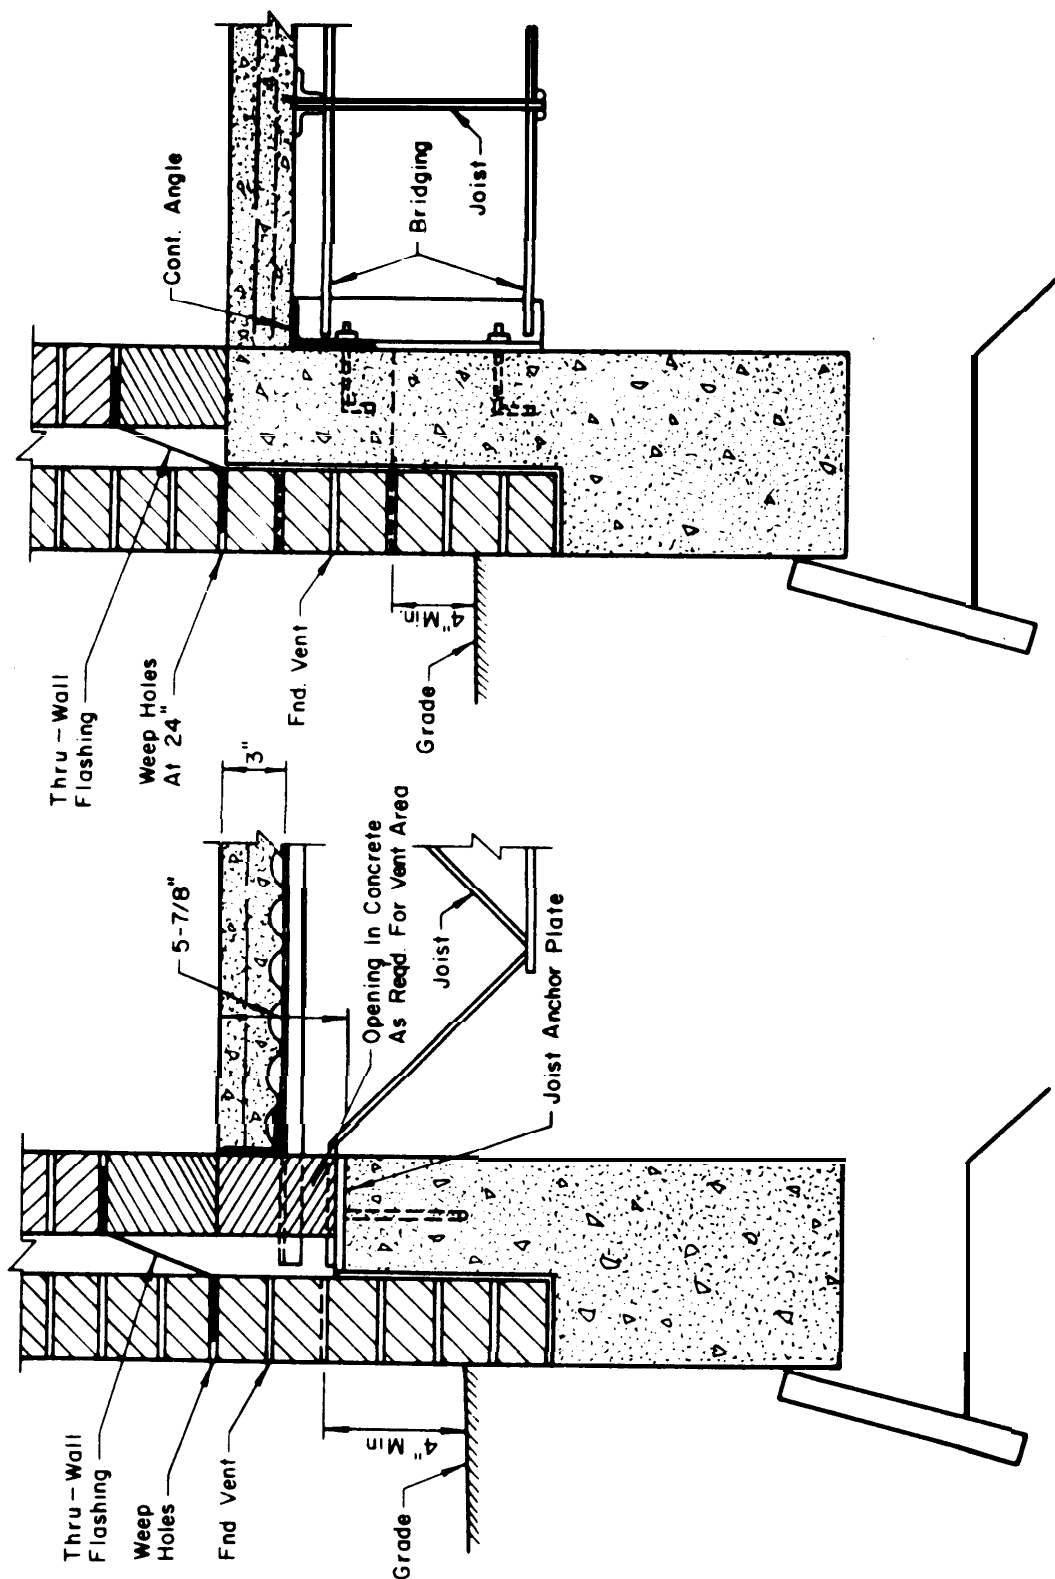 Thru-Wall
Flashing
Weep Holes
At 24"
Fnd. Vent
4" Min.
Grade
Cont. Angle
Bridging
Joist
Thru-Wall
Flashing
Weep
Holes
Fnd Vent
4" Min
Grade
5-7/8"
3"
Opening In Concrete
As Reqd. For Vent Area
Joist
Joist Anchor Plate